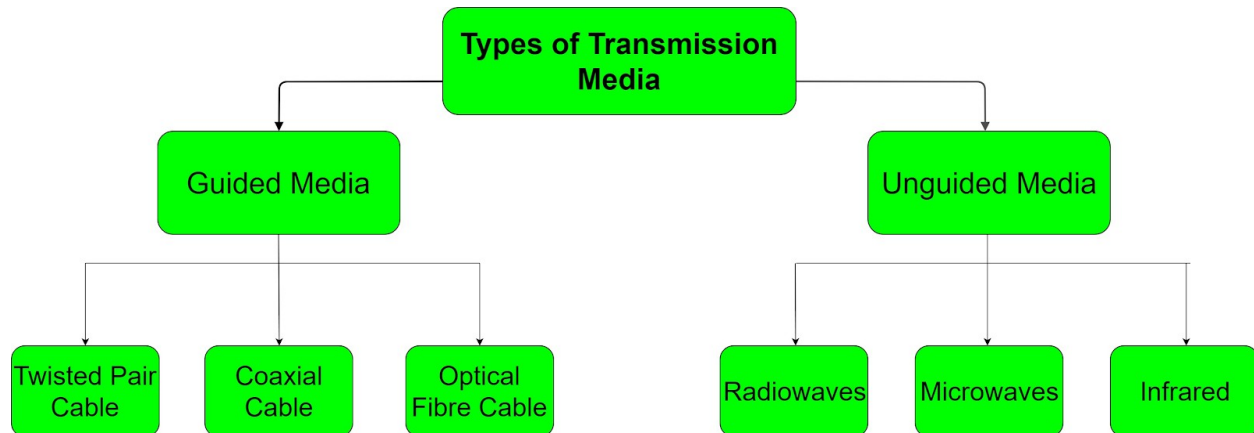 Types of Transmission
Media
Guided Media
Unguided Media
Twisted Pair
Cable
Coaxial
Cable
Optical
Fibre Cable
Radiowaves
Microwaves
Infrared